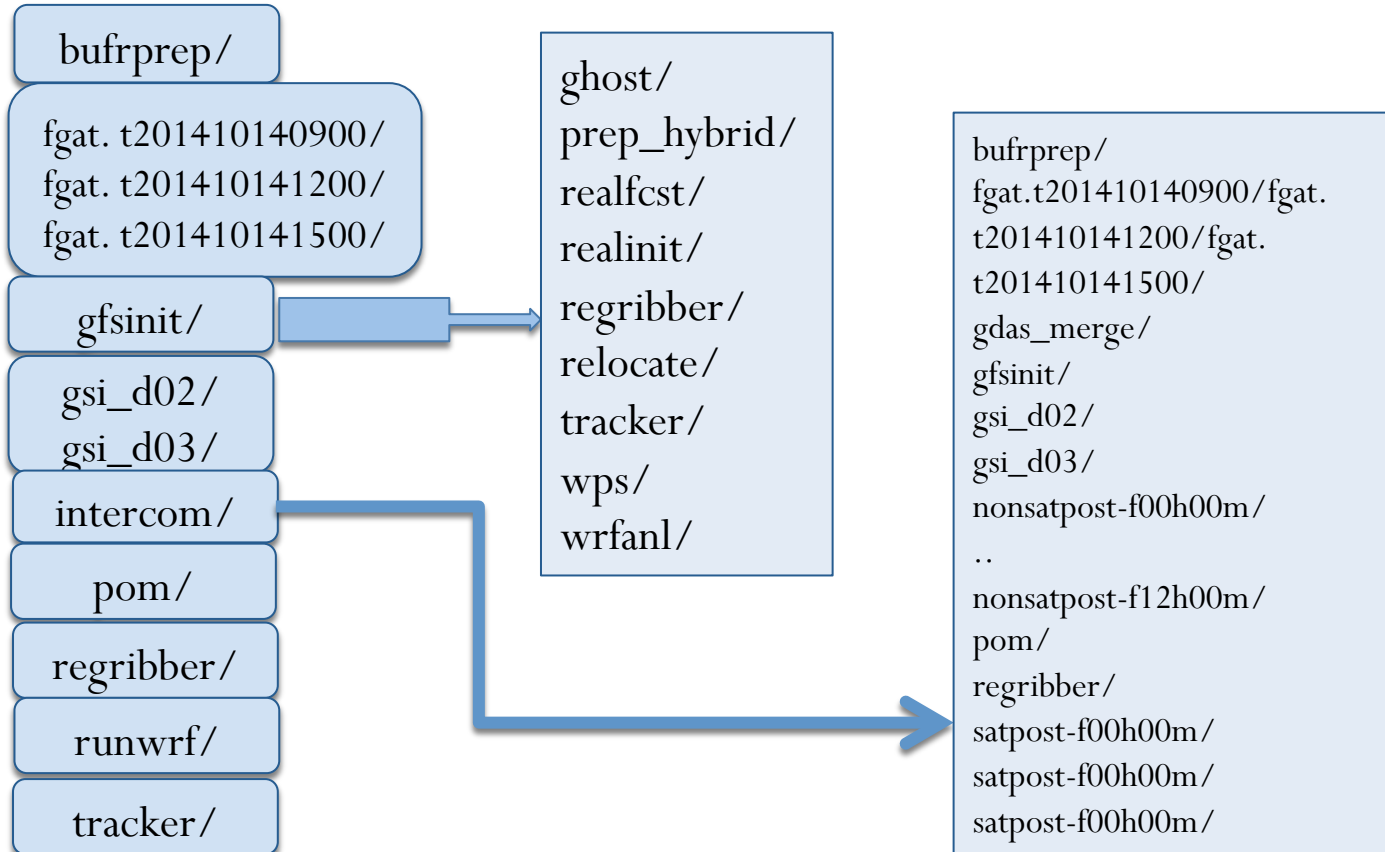 bufrprep/
fgat. t201410140900/
fgat. t201410141200/
fgat. t201410141500/
gfsinit/
gsi_d02/
gsi_d03/
intercom/
pom/
regribber/
runwrf/
tracker/
ghost/
prep_hybrid/
realfcst/
realinit/
regribber/
relocate/
tracker/
wps/
wrfanl/
bufrprep/
fgat.t201410140900/fgat.
t201410141200/fgat.
t201410141500/
gdas_merge/
gfsinit/
gsi_d02/
gsi_d03/
nonsatpost-f00h00m/
..
nonsatpost-f12h00m/
pom/
regribber/
satpost-f00h00m/
satpost-f00h00m/
satpost-f00h00m/